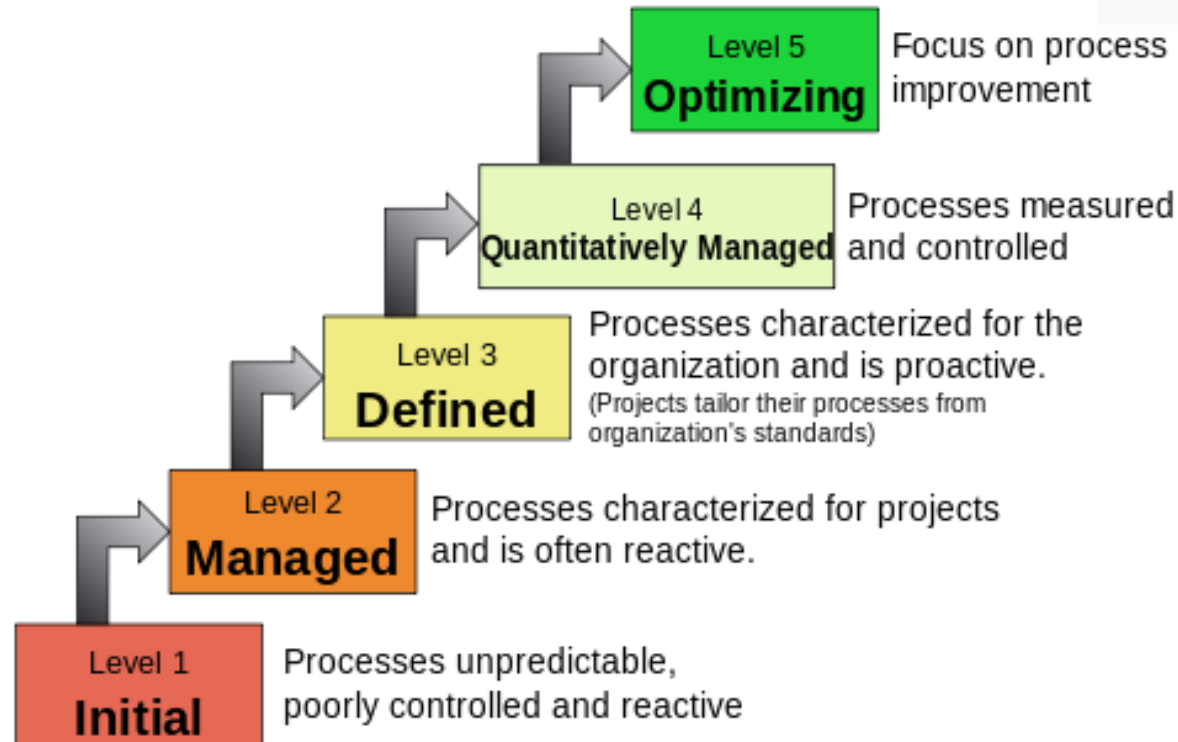 Level 5
Optimizing
Focus on process
improvement
Level 4
Quantitatively Managed
Processes measured
and controlled
Level 3
Defined
Processes characterized for the
organization and is proactive.
(Projects tailor their processes from
organization's standards)
Level 2
Managed
Processes characterized for projects
and is often reactive.
Level 1
Initial
Processes unpredictable,
poorly controlled and reactive